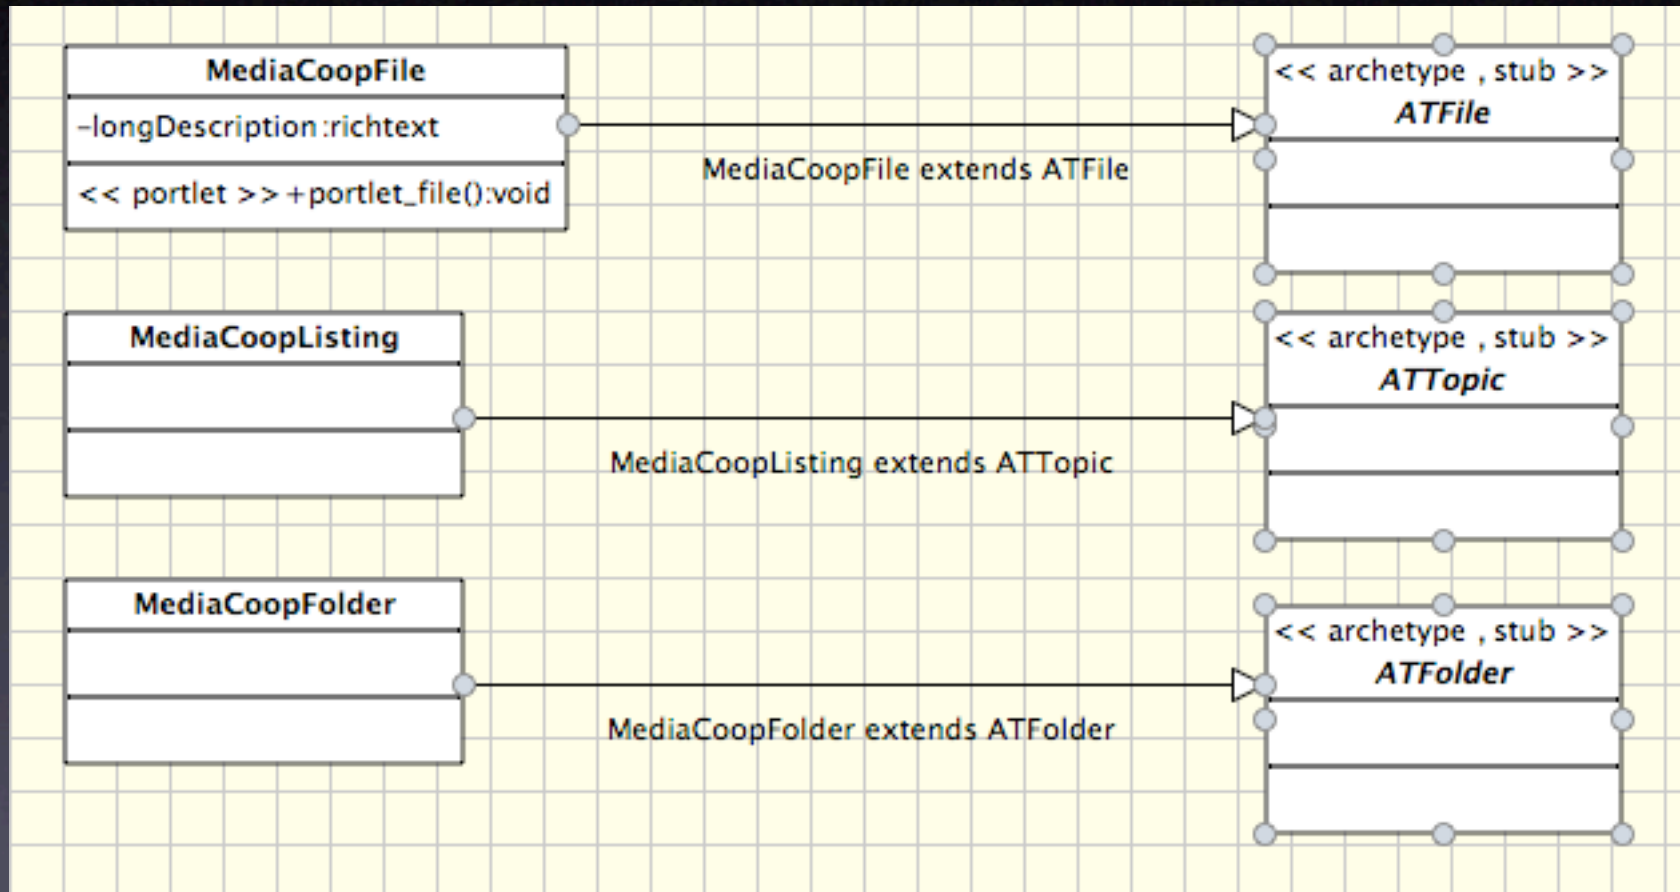 MediaCoopFile
-longDescription:richtext
<< portlet >>+portlet_file():void
MediaCoopFile extends ATFile
<< archetype , stub >>
ATFile
MediaCoopListing
MediaCoopListing extends ATTopic
<< archetype , stub >>
ATTopic
MediaCoopFolder
MediaCoopFolder extends ATFolder
<< archetype , stub >>
ATFolder